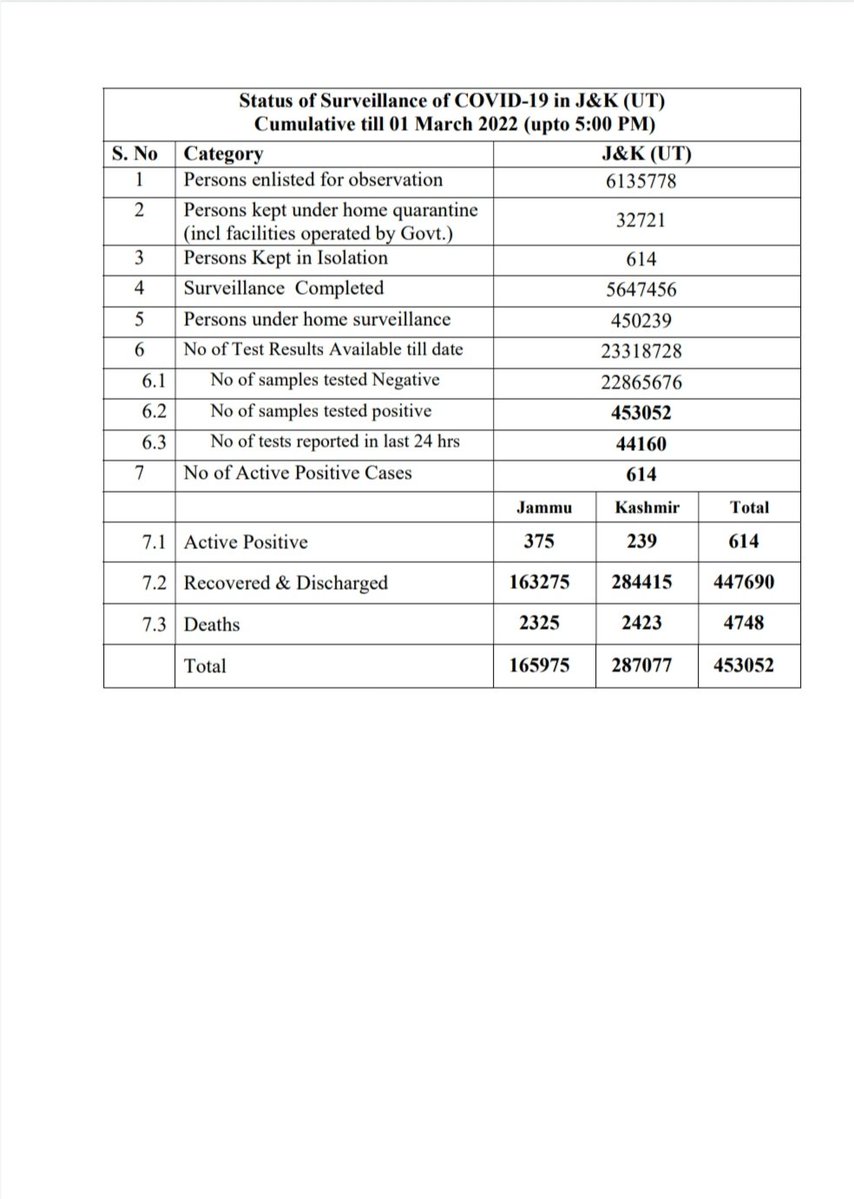 Status of Surveillance of COVID-19 in J&K (UT)
Cumulative till 01 March 2022 (upto 5:00 PM)
S. No Category J&K (UT)
1 Persons enlisted for observation 6135778
2 Persons kept under home quarantine
(incl facilities operated by Govt.) 32721
3 Persons Kept in Isolation 614
4 Surveillance Completed 5647456
5 Persons under home surveillance 450239
6 No of Test Results Available till date 23318728
6.1 No of samples tested Negative 22865676
6.2 No of samples tested positive 453052
6.3 No of tests reported in last 24 hrs 44160
7 No of Active Positive Cases 614
Jammu Kashmir Total
7.1 Active Positive 375 239 614
7.2 Recovered & Discharged 163275 284415 447690
7.3 Deaths 2325 2423 4748
Total 165975 287077 453052